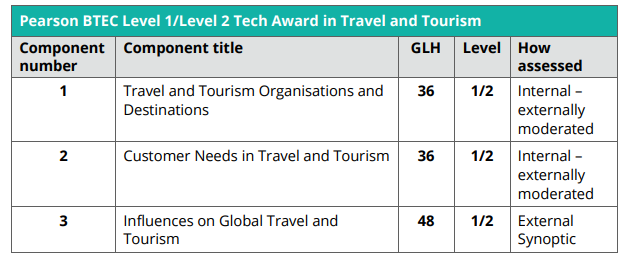 Pearson BTEC Level 1/Level 2 Tech Award in Travel and Tourism
Component number Component title GLH Level How assessed
1 Travel and Tourism Organisations and Destinations 36 1/2 Internal – externally moderated
2 Customer Needs in Travel and Tourism 36 1/2 Internal – externally moderated
3 Influences on Global Travel and Tourism 48 1/2 External Synoptic